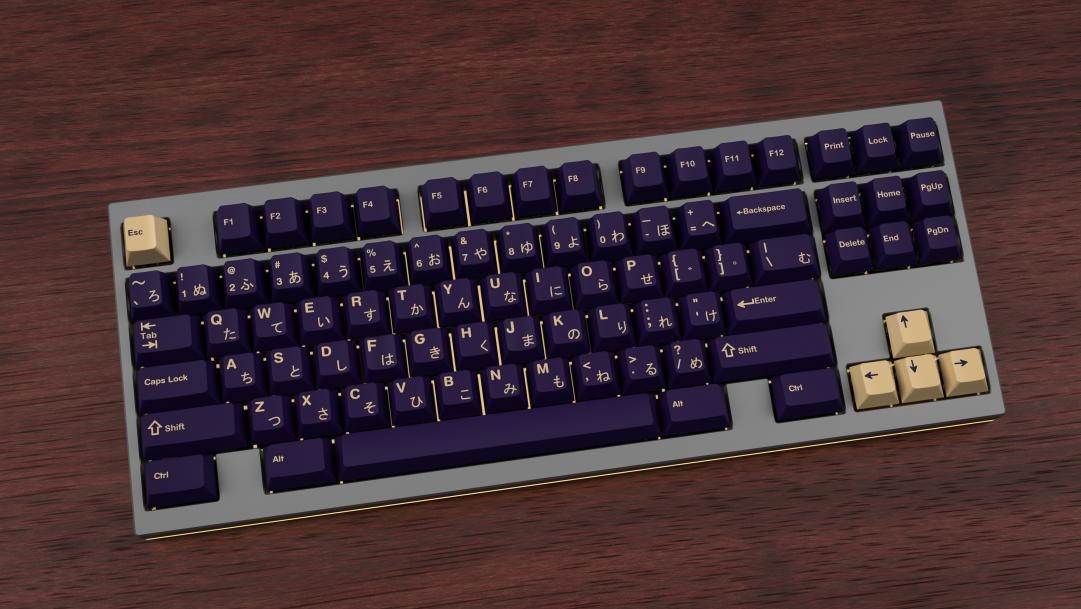 Esc F1 F2 F3 F4 F5 F6 F7 F8 F9 F10 F11 F12 Print Lock Pause
~ 、 ろ ! 1 ぬ @ 2 ふ # 3 あ $ 4 う % 5 え ^ 6 お & 7 や * 8 ゆ ( 9 よ ) 0 わ _ - ほ + = へ ←Backspace Insert Home PgUp
Tab Q た W て E い R す T か Y ん U な I に O ら P せ { [ ゛ } ] ゜ | \ む Delete End PgDn
Caps Lock A ち S と D し F は G き H く J ま K の L り : ; れ " ' け ←Enter
⇧ Shift Z つ X さ C そ V ひ B こ N み M も < , ね > . る ? / め ⇧ Shift ↑
Ctrl Alt Alt Ctrl ← ↓ →